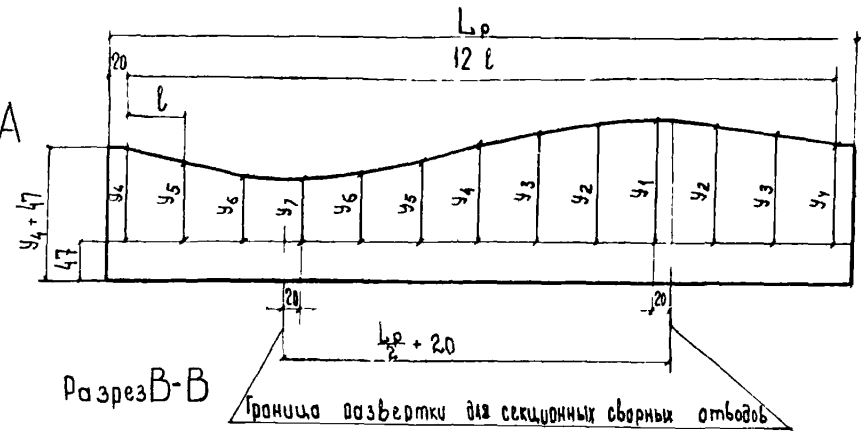 Lр
20 12 ℓ
ℓ
А
y4 + 47
y4 y5 y6 y7 y6 y5 y4 y3 y2 y1 y2 y3 y4
47
20 20
Lр/2 + 20
Разрез В-В
Граница развертки для секционных сварных отводов